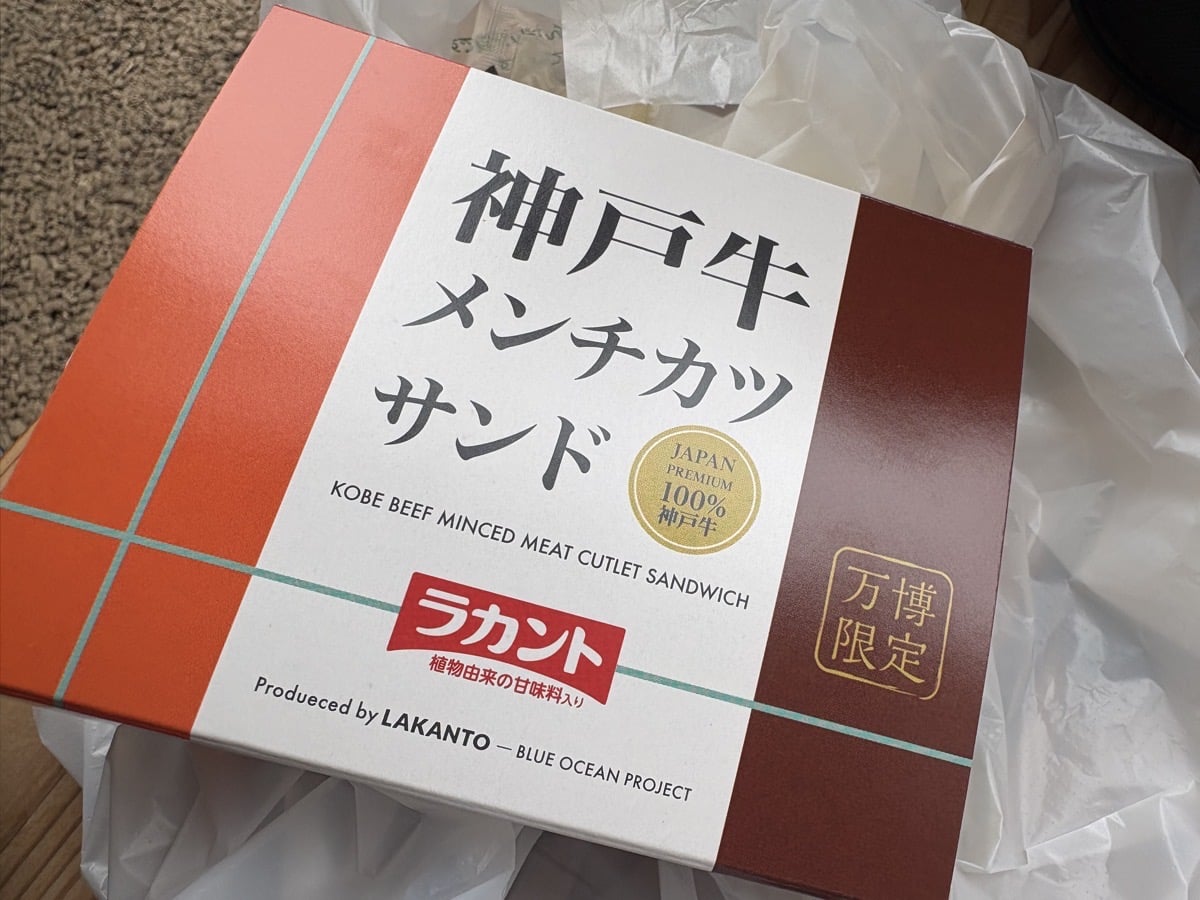 神戸牛
メンチカツ
サンド
JAPAN
PREMIUM
100%
神戸牛
KOBE BEEF MINCED MEAT CUTLET SANDWICH
ラカント
植物由来の甘味料入り
Produeced by LAKANTO — BLUE OCEAN PROJECT
万博
限定